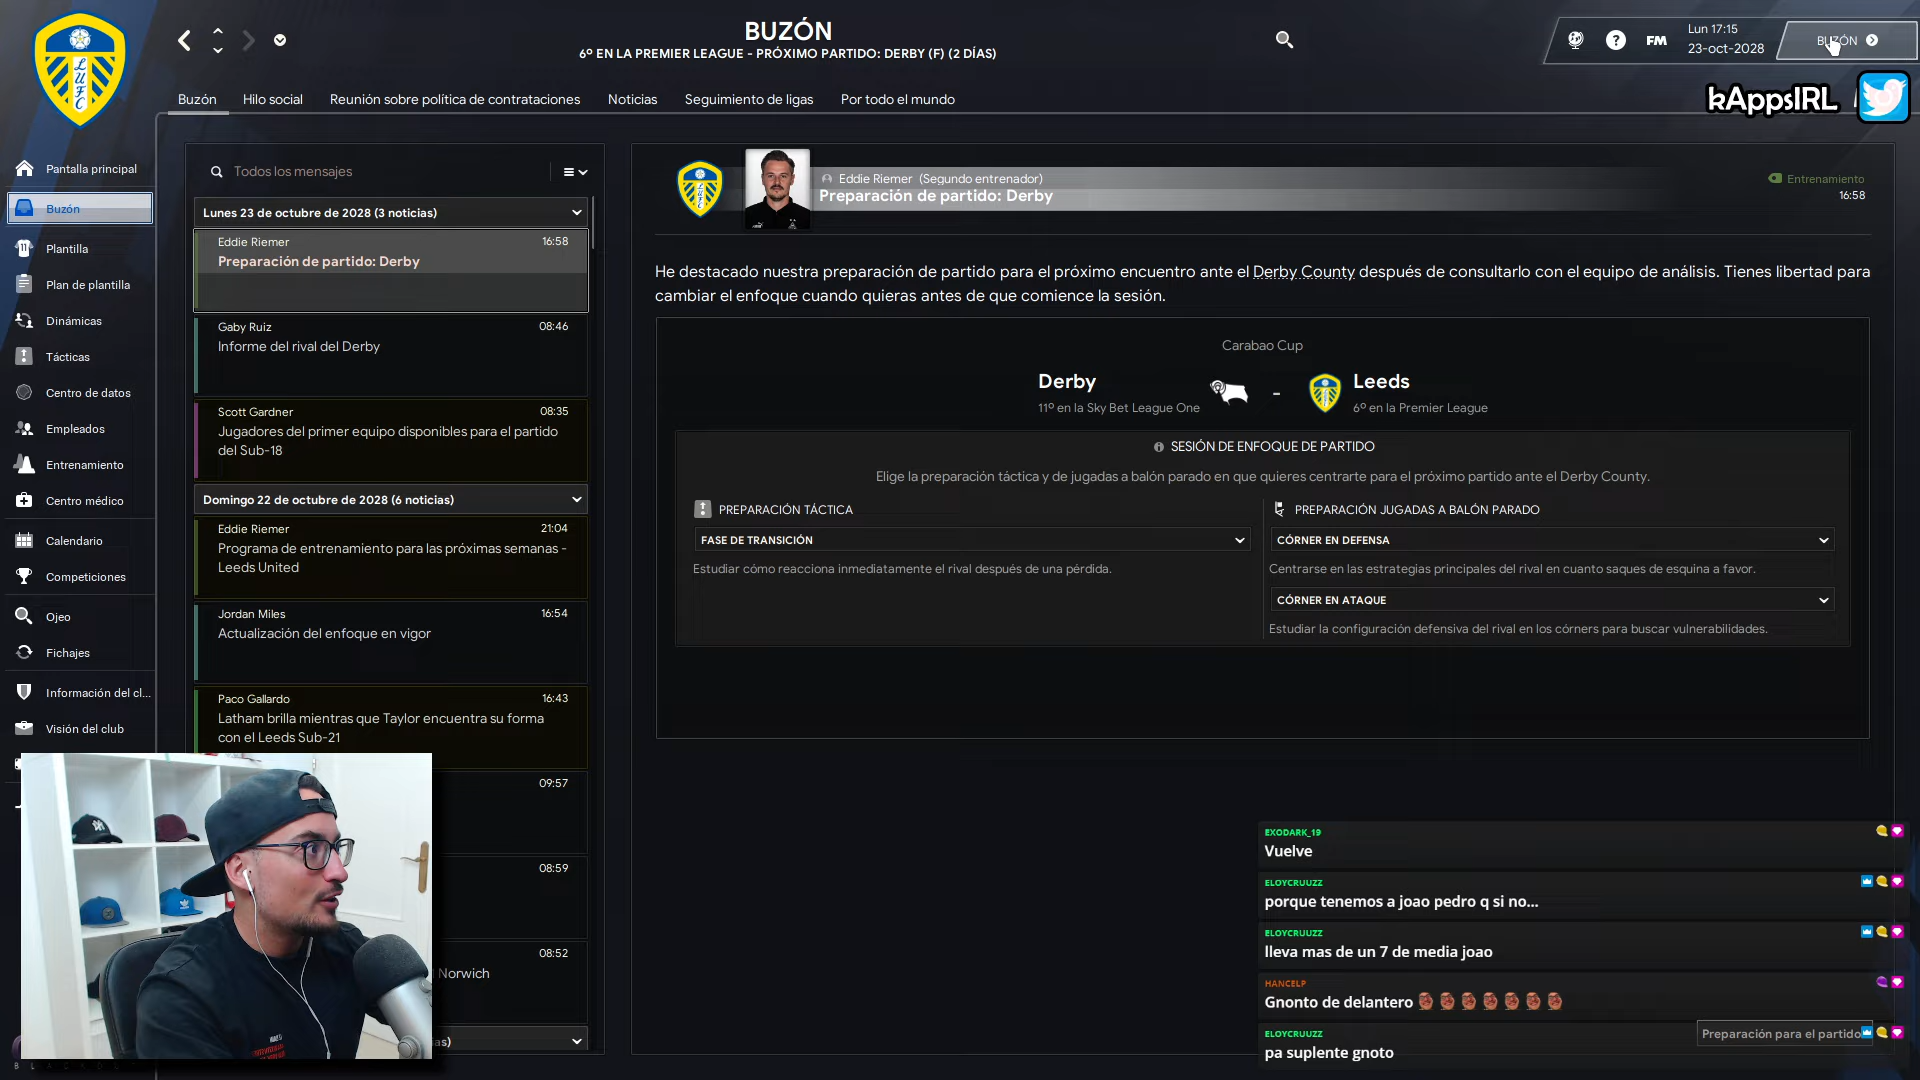 BUZÓN
6º EN LA PREMIER LEAGUE - PRÓXIMO PARTIDO: DERBY (F) (2 DÍAS)
FM
Lun 17:15
23-oct-2028
BUZÓN
kAppsIRL
Buzón
Hilo social
Reunión sobre política de contrataciones
Noticias
Seguimiento de ligas
Por todo el mundo
Pantalla principal
Buzón
Plantilla
Plan de plantilla
Dinámicas
Tácticas
Centro de datos
Empleados
Entrenamiento
Centro médico
Calendario
Competiciones
Ojeo
Fichajes
Información del cl...
Visión del club
Todos los mensajes
Lunes 23 de octubre de 2028 (3 noticias)
Eddie Riemer 16:58
Preparación de partido: Derby
Gaby Ruiz 08:46
Informe del rival del Derby
Scott Gardner 08:35
Jugadores del primer equipo disponibles para el partido
del Sub-18
Domingo 22 de octubre de 2028 (6 noticias)
Eddie Riemer 21:04
Programa de entrenamiento para las próximas semanas -
Leeds United
Jordan Miles 16:54
Actualización del enfoque en vigor
Paco Gallardo 16:43
Latham brilla mientras que Taylor encuentra su forma
con el Leeds Sub-21
09:57
08:59
08:52
Norwich
as)
Eddie Riemer (Segundo entrenador)
Preparación de partido: Derby
Entrenamiento
16:58
He destacado nuestra preparación de partido para el próximo encuentro ante el Derby County después de consultarlo con el equipo de análisis. Tienes libertad para
cambiar el enfoque cuando quieras antes de que comience la sesión.
Carabao Cup
Derby
11º en la Sky Bet League One
-
Leeds
6º en la Premier League
SESIÓN DE ENFOQUE DE PARTIDO
Elige la preparación táctica y de jugadas a balón parado en que quieres centrarte para el próximo partido ante el Derby County.
PREPARACIÓN TÁCTICA
FASE DE TRANSICIÓN
Estudiar cómo reacciona inmediatamente el rival después de una pérdida.
PREPARACIÓN JUGADAS A BALÓN PARADO
CÓRNER EN DEFENSA
Centrarse en las estrategias principales del rival en cuanto saques de esquina a favor.
CÓRNER EN ATAQUE
Estudiar la configuración defensiva del rival en los córners para buscar vulnerabilidades.
EXODARK_19
Vuelve
ELOYCRUUZZ
porque tenemos a joao pedro q si no...
ELOYCRUUZZ
lleva mas de un 7 de media joao
HANCELP
Gnonto de delantero
ELOYCRUUZZ
pa suplente gnoto
Preparación para el partido